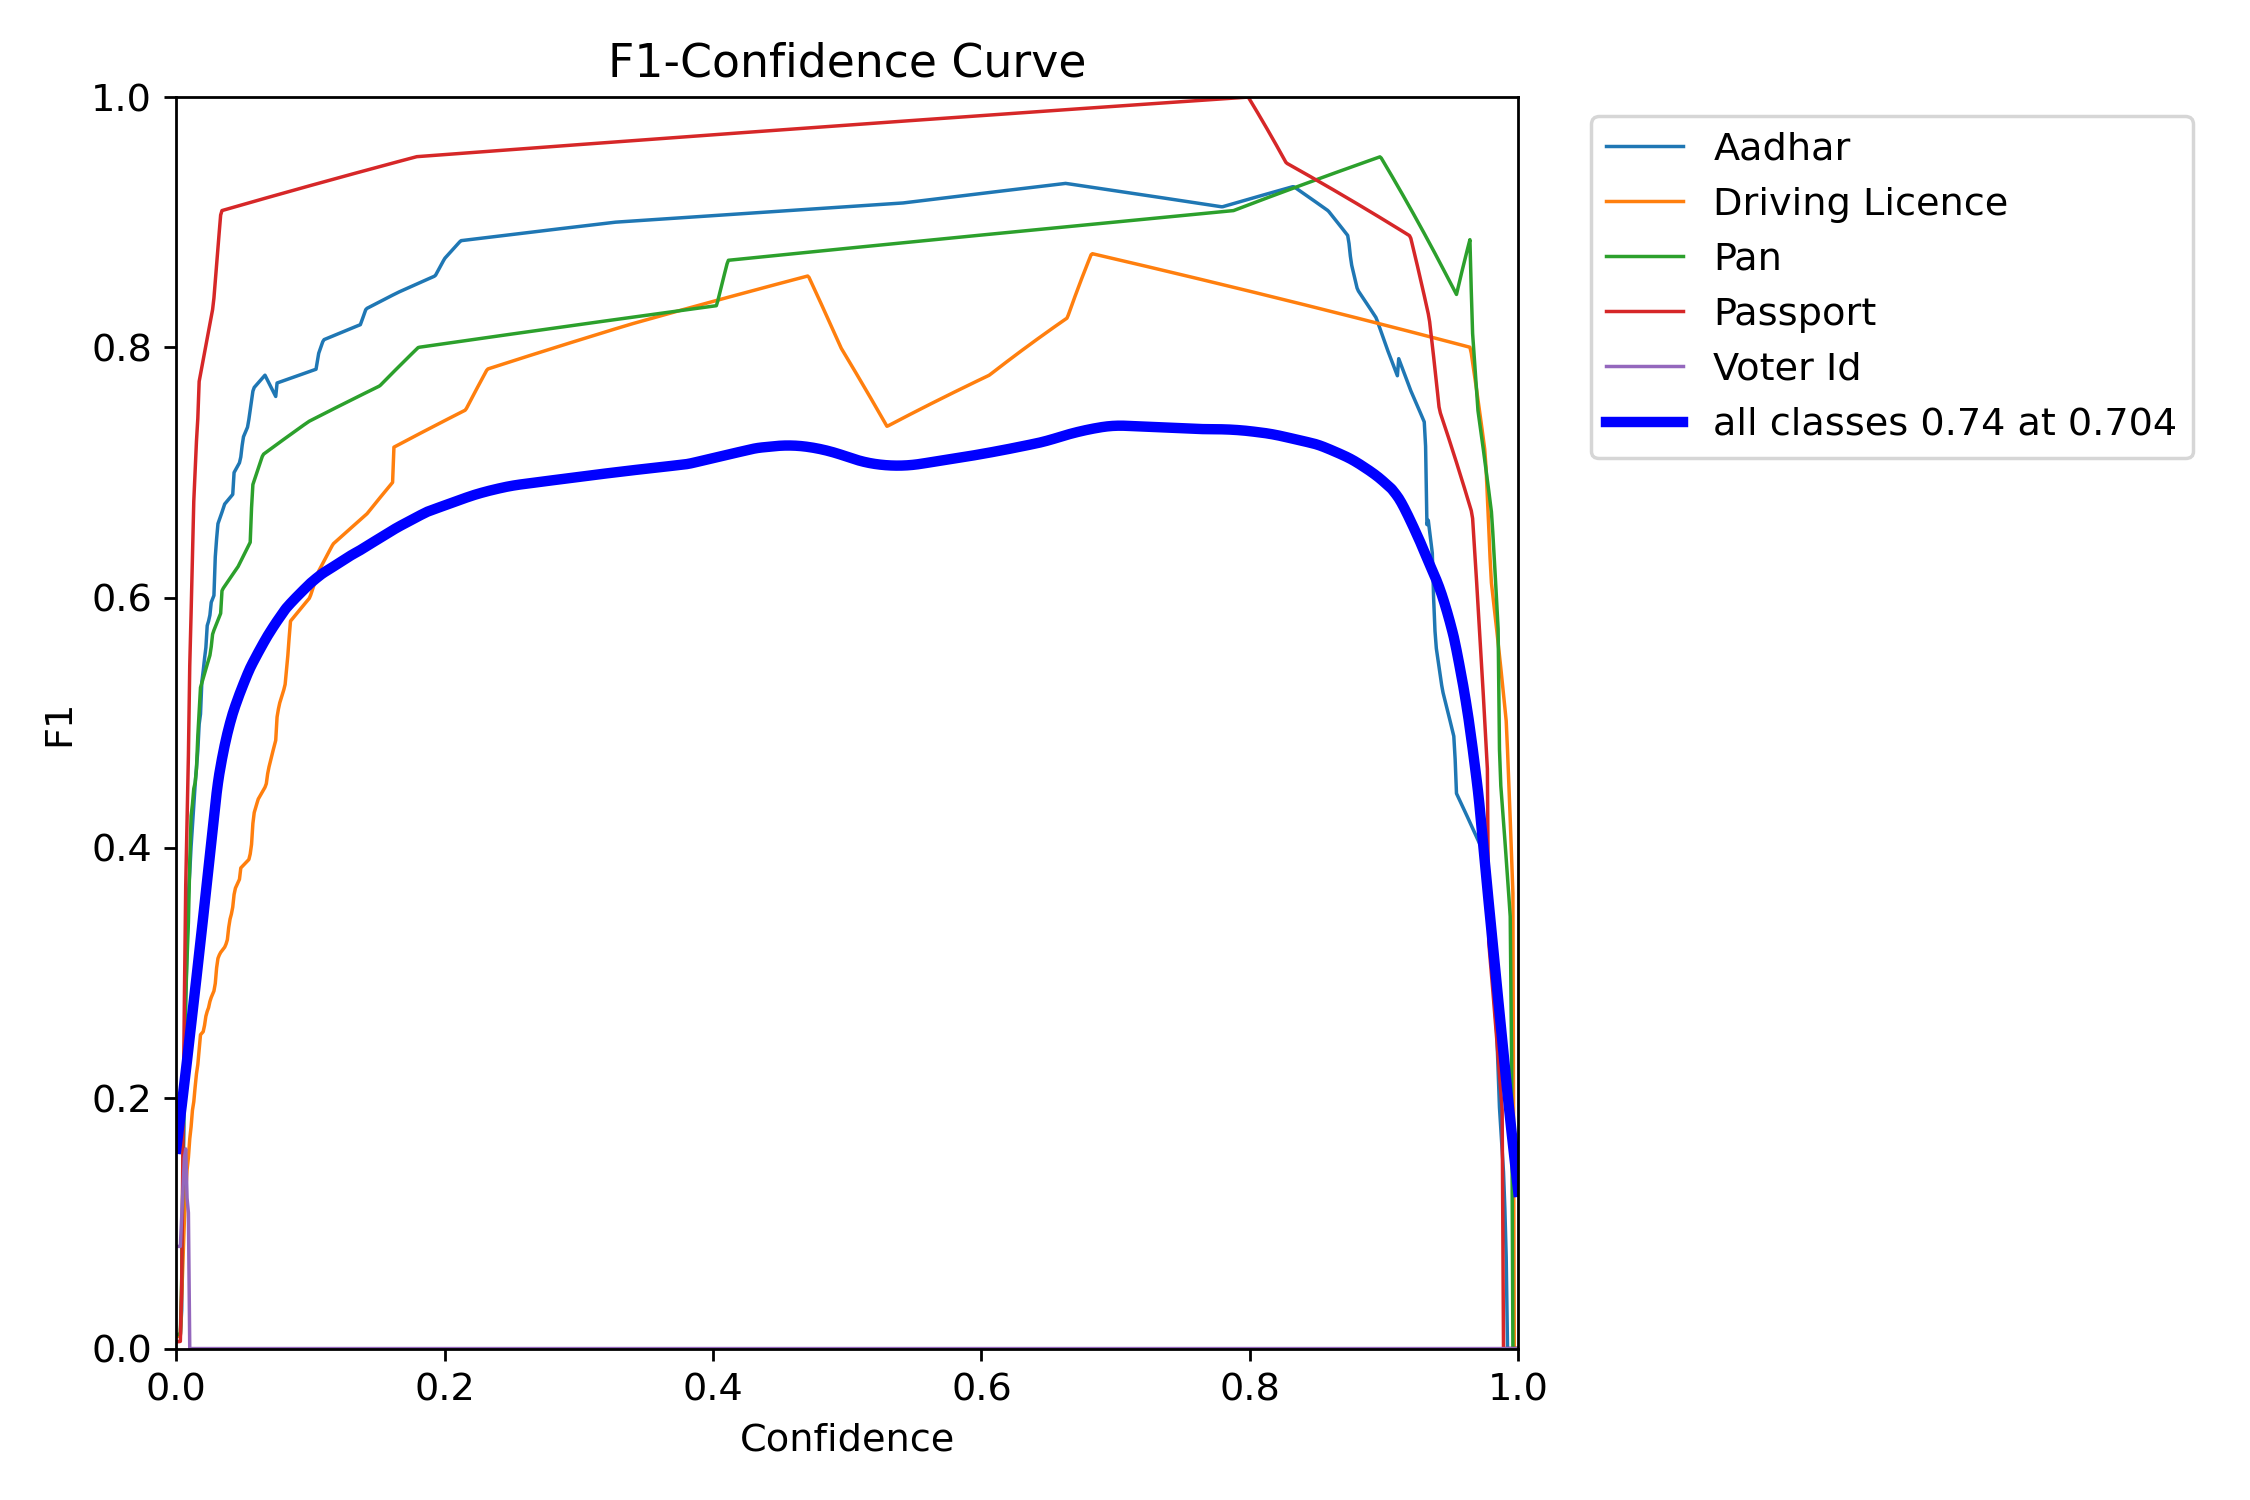 F1-Confidence Curve
1.0
0.8
0.6
0.4
0.2
0.0
F1
0.0 0.2 0.4 0.6 0.8 1.0
Confidence
Aadhar
Driving Licence
Pan
Passport
Voter Id
all classes 0.74 at 0.704